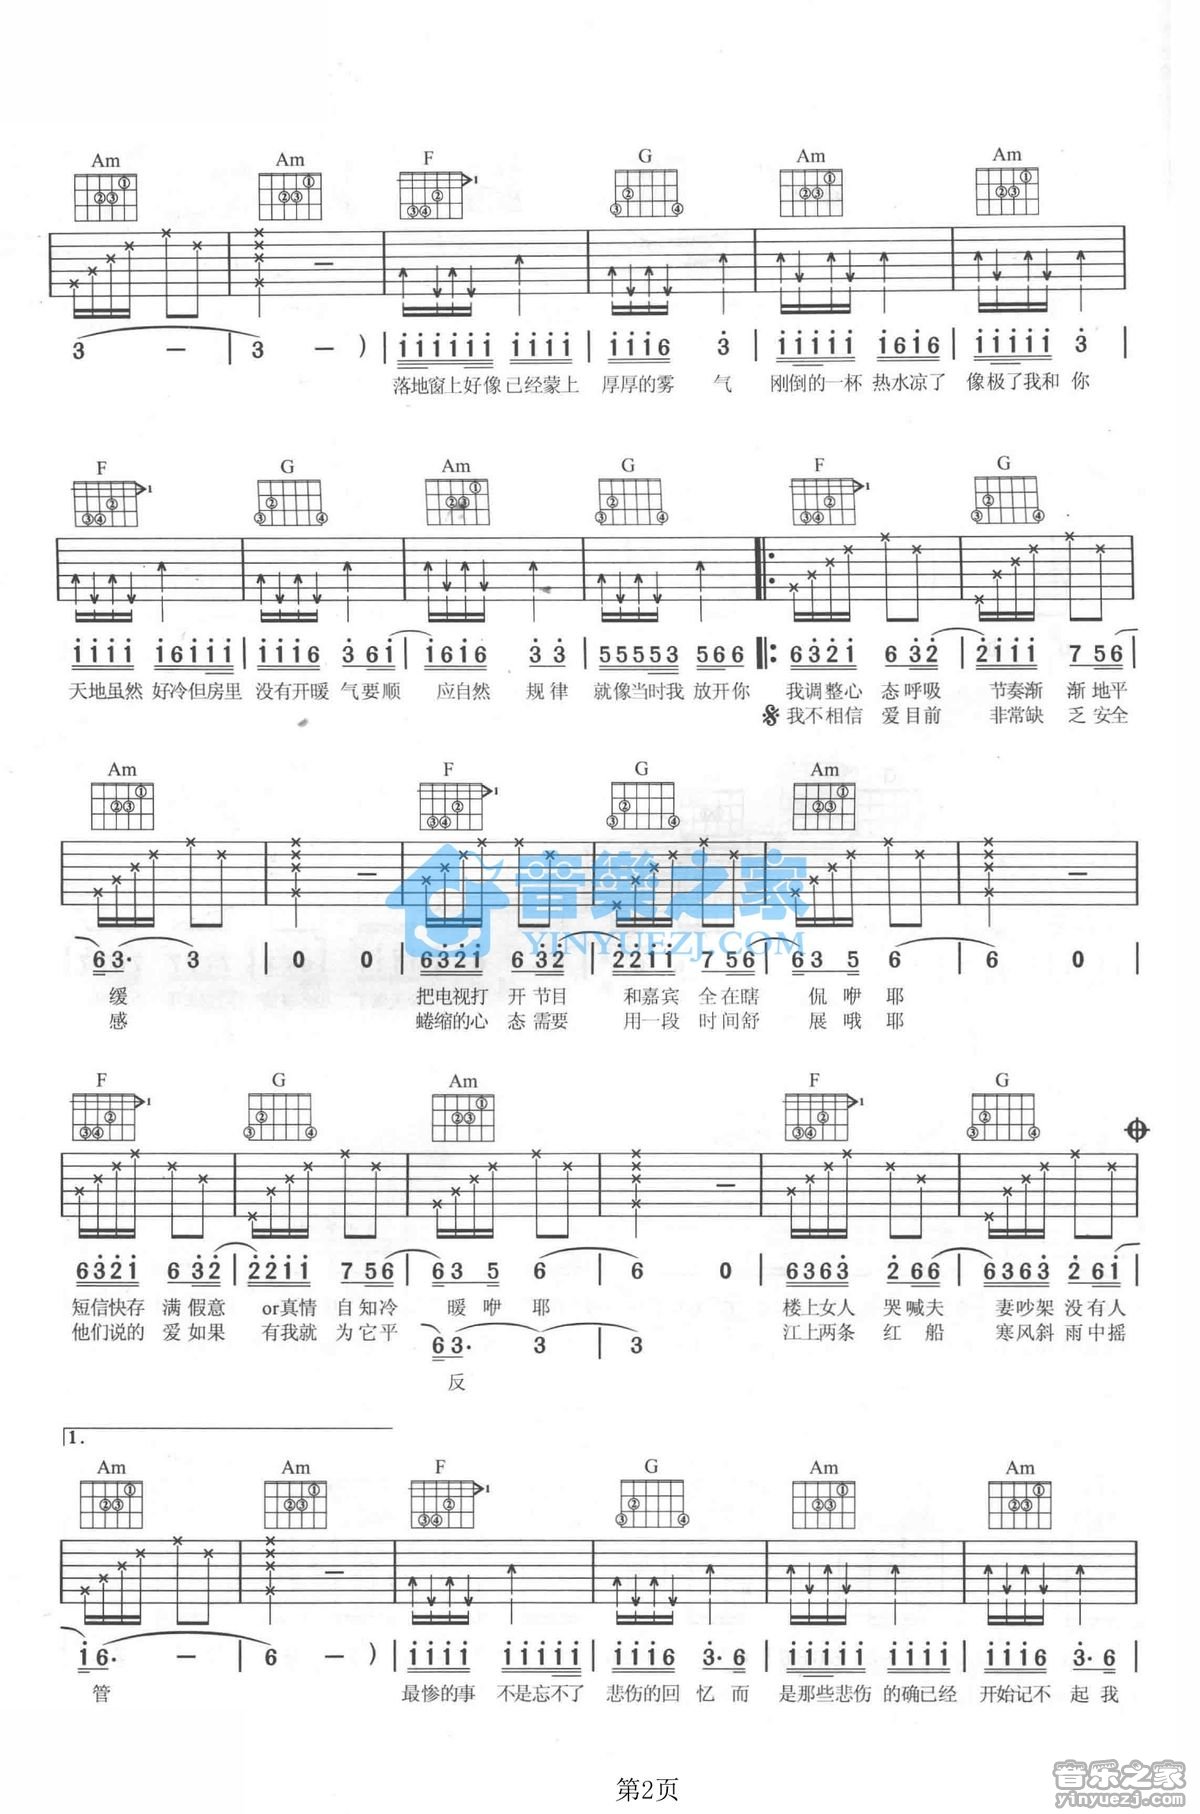 Am Am F G Am Am
3 — | 3 — ) | i i i i i i i i i i | i i i 6 3 | i i i i i i 6 i 6 | i i i i i 3 |
落地窗上好像 已经蒙上 厚厚的雾 气 刚倒的一杯 热水凉了 像极了我和 你
F G Am G F G
i i i i i 6 i i i | i i i 6 3 6 i | i 6 i 6 3 3 | 5 5 5 5 5 3 5 6 6 |: 6 3 2 1 6 3 2 | 2 1 1 1 7 5 6 |
天地虽然 好冷但房里 没有开暖 气要顺 应自然 规律 就像当时我 放开你 我调整心 态呼吸 节奏渐 渐地平
我不相信 爱目前 非常缺 乏安全
Am F G Am
6 3· 3 | 0 0 | 6 3 2 1 6 3 2 | 2 2 1 1 7 5 6 | 6 3 5 6 | 6 0 |
缓 把电视打 开节目 和嘉宾 全在瞎 侃 咿 耶
感 蜷缩的心 态需要 用一段 时间舒 展 哦 耶
音樂之家
YINYUEZJ.COM
F G Am F G
6 3 2 1 6 3 2 | 2 2 1 1 7 5 6 | 6 3 5 6 | 6 0 | 6 3 6 3 2 6 6 | 6 3 6 3 2 6 i |
短信快存 满假意 or真情 自知冷 暖 咿 耶 楼上女人 哭喊夫 妻吵架 没有人
他们说的 爱如果 有我就 为它平 江上两条 红 船 寒风斜 雨中摇
6 3· 3 | 3
反
1.
Am Am F G Am Am
i 6· — | 6 — ) | i i i i i i i i i | i i i i 6 3· 6 | i i i i i i i i i | i i i i 6 3· 6 |
管 最惨的事 不是忘不了 悲伤的回 忆 而 是那些悲伤 的确已经 开始记不 起 我
第2页
音乐之家
yinyuezj.com